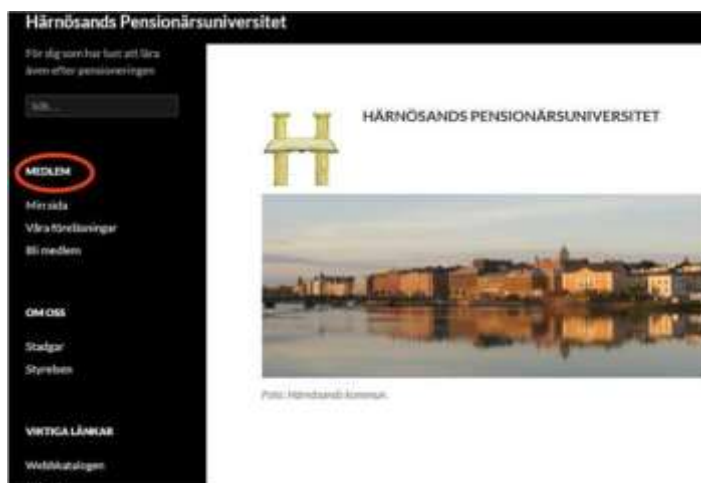 Härnösands Pensionärsuniversitet
För dig som har lust att lära
även efter pensioneringen
Sök …
MEDLEM
Min sida
Våra föreläsningar
Bli medlem
OM OSS
Stadgar
Styrelsen
VIKTIGA LÄNKAR
Webbkatalogen
HÄRNÖSANDS PENSIONÄRSUNIVERSITET
Foto: Härnösands kommun.